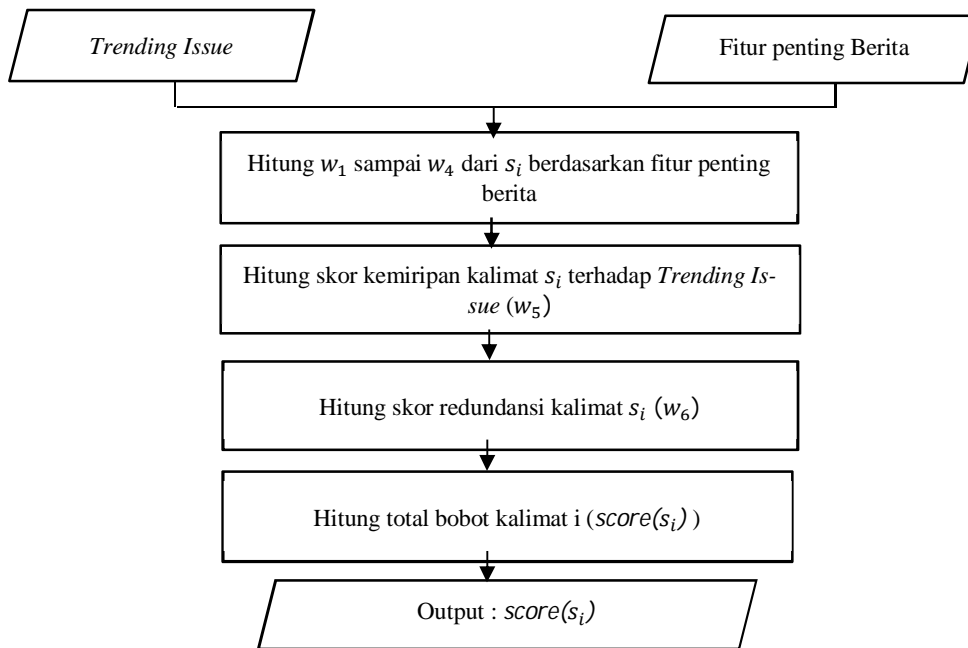 Trending Issue
Fitur penting Berita
Hitung w₁ sampai w₄ dari sᵢ berdasarkan fitur penting
berita
Hitung skor kemiripan kalimat sᵢ terhadap Trending Is-
sue (w₅)
Hitung skor redundansi kalimat sᵢ (w₆)
Hitung total bobot kalimat i (score(sᵢ) )
Output : score(sᵢ)